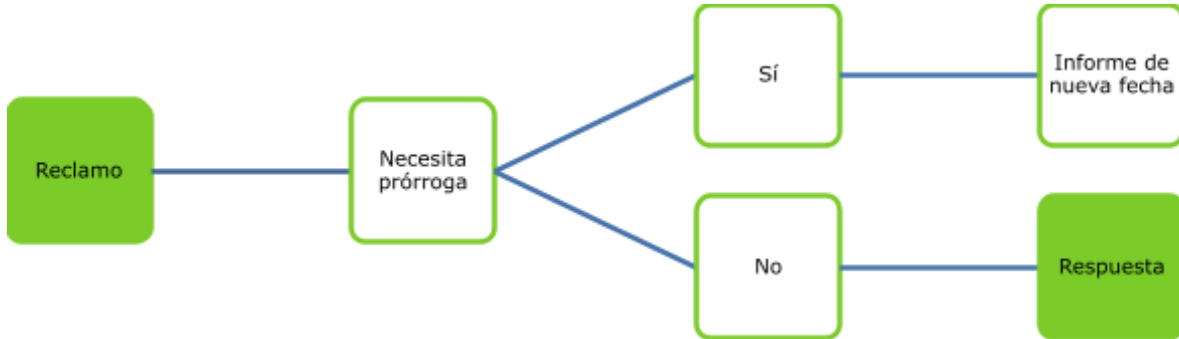 Reclamo
Necesita
prórroga
Sí
Informe de
nueva fecha
No
Respuesta